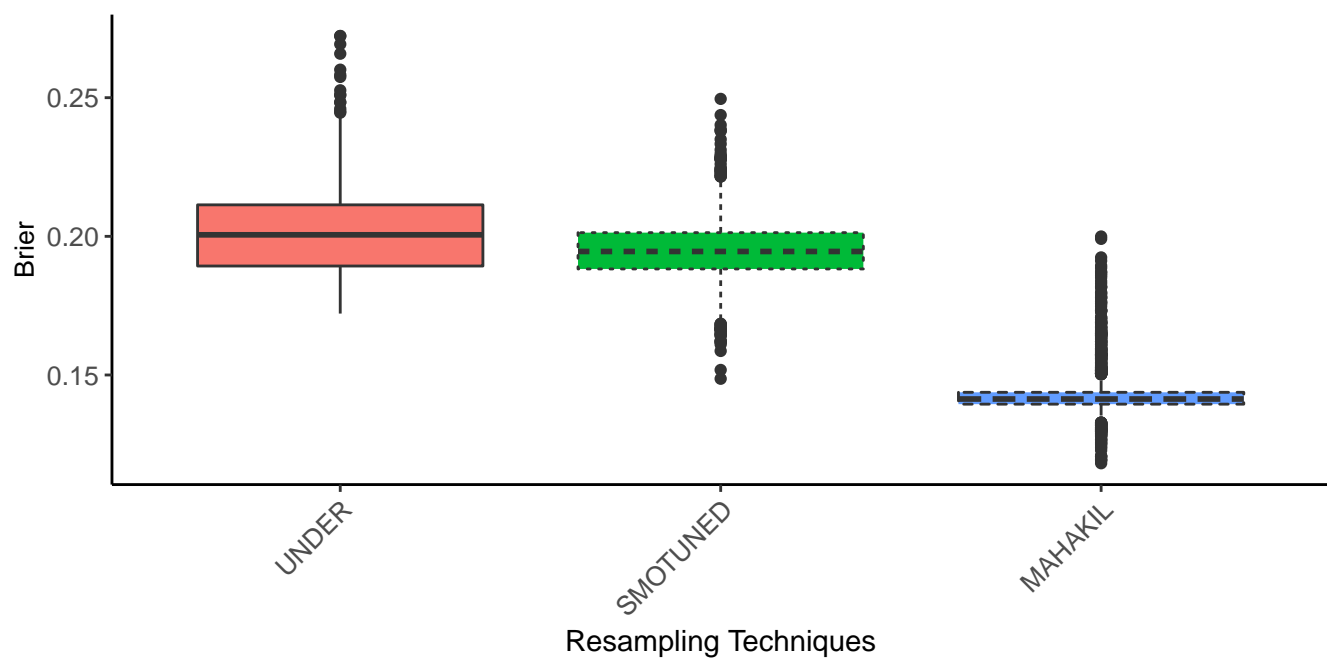 0.25
0.20
0.15
Brier
UNDER
SMOTUNED
MAHAKIL
Resampling Techniques